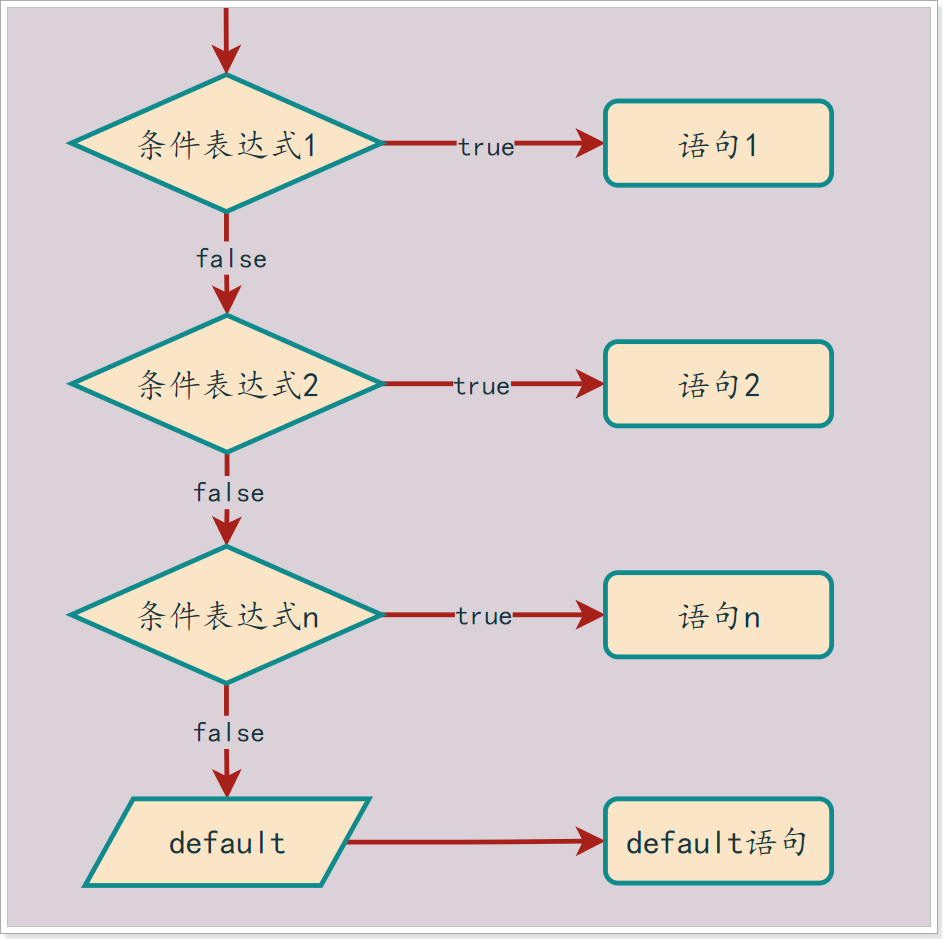 条件表达式1
true
语句1
false
条件表达式2
true
语句2
false
条件表达式n
true
语句n
false
default
default语句